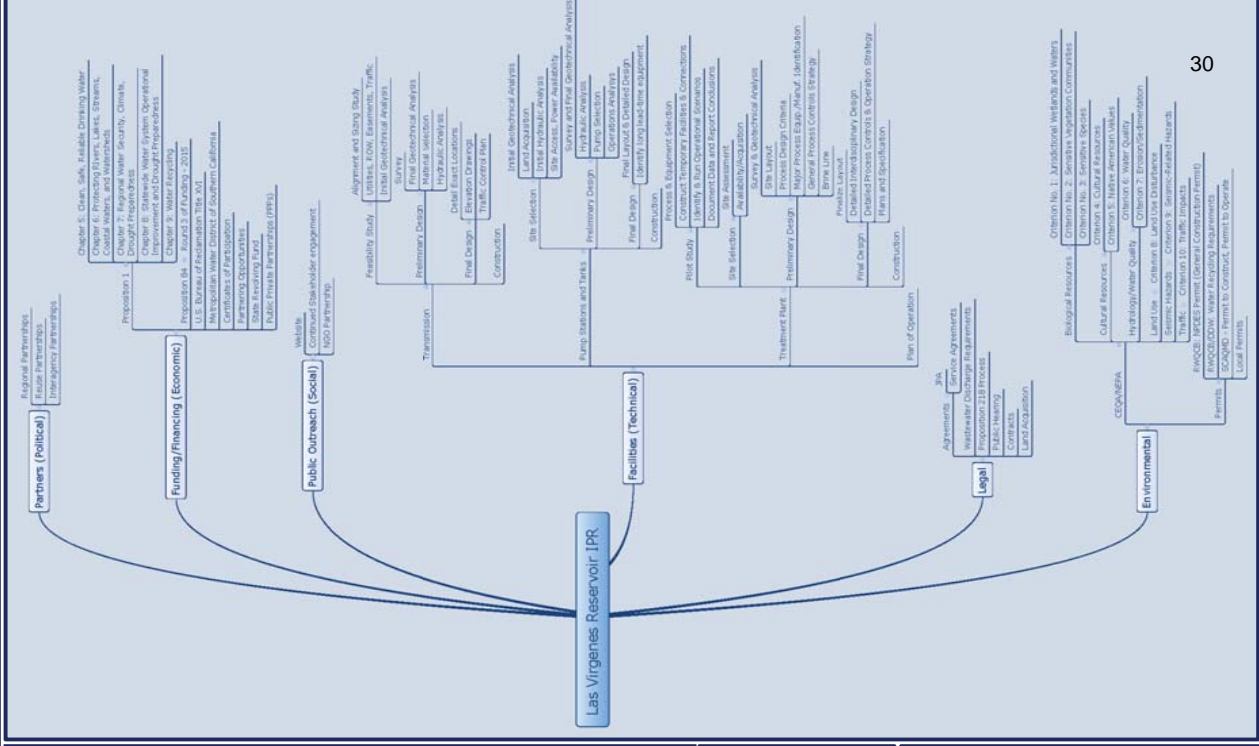 30
Las Virgenes Reservoir IPR
Partners (Political)
Regional Partnerships
Reuse Partnerships
Interagency Partnerships
Funding/Financing (Economic)
Proposition 1
Chapter 5: Clean, Safe, Reliable Drinking Water
Chapter 6: Protecting Rivers, Lakes, Streams,
Coastal Waters, and Watersheds
Chapter 7: Regional Water Security, Climate,
Drought Preparedness
Chapter 8: Statewide Water System Operational
Improvement and Drought Preparedness
Chapter 9: Water Recycling
Proposition 84
Round 3 of Funding - 2015
U.S. Bureau of Reclamation Title XVI
Metropolitan Water District of Southern California
Certificates of Participation
Partnering Opportunities
State Revolving Fund
Public Private Partnerships (PPPs)
Public Outreach (Social)
Website
Continued Stakeholder engagement
NGO Partnership
Facilities (Technical)
Transmission
Feasibility Study
Alignment and Sizing Study
Utilities, ROW, Easements, Traffic
Initial Geotechnical Analysis
Preliminary Design
Survey
Final Geotechnical Analysis
Material Selection
Hydraulic Analysis
Final Design
Detail Exact Locations
Elevation Drawings
Traffic Control Plan
Construction
Pump Stations and Tanks
Site Selection
Initial Geotechnical Analysis
Land Acquisition
Initial Hydraulic Analysis
Site Access, Power Availability
Preliminary Design
Survey and Final Geotechnical Analysis
Hydraulic Analysis
Pump Selection
Operations Analysys
Final Design
Final Layout & Detailed Design
Identify long lead-time equipment
Construction
Treatment Plant
Pilot Study
Process & Equipment Selection
Construct Temporary Facilities & Connections
Identify & Run Operational Scenarios
Document Data and Report Conclusions
Site Selection
Site Assessment
Availability/Acquisition
Preliminary Design
Survey & Geotechnical Analysis
Site Layout
Process Design Criteria
Major Process Equip./Manuf. Identification
General Process Controls Strategy
Brine Line
Final Design
Finalize Layout
Detailed Interdisciplinary Design
Detailed Process Controls & Operation Strategy
Plans and Specification
Construction
Plan of Operation
Legal
Agreements
JPA
Service Agreements
Wastewater Discharge Requirements
Proposition 218 Process
Public Hearing
Contracts
Land Acquisition
Environmental
CEQA/NEPA
Biological Resources
Criterion No. 1: Jurisdictional Wetlands and Waters
Criterion No. 2: Sensitive Vegetation Communities
Criterion No. 3: Sensitive Species
Cultural Resources
Criterion 4: Cultural Resources
Criterion 5: Native American Values
Hydrology/Water Quality
Criterion 6: Water Quality
Criterion 7: Erosion/Sedimentation
Land Use
Criterion 8: Land Use Disturbance
Seismic Hazards
Criterion 9: Seismic-Related Hazards
Traffic
Criterion 10: Traffic Impacts
Permits
RWQCB: NPDES Permit (General Construction Permit)
RWQCB/DDW: Water Recycling Requirements
SCAQMD - Permit to Construct, Permit to Operate
Local Permits